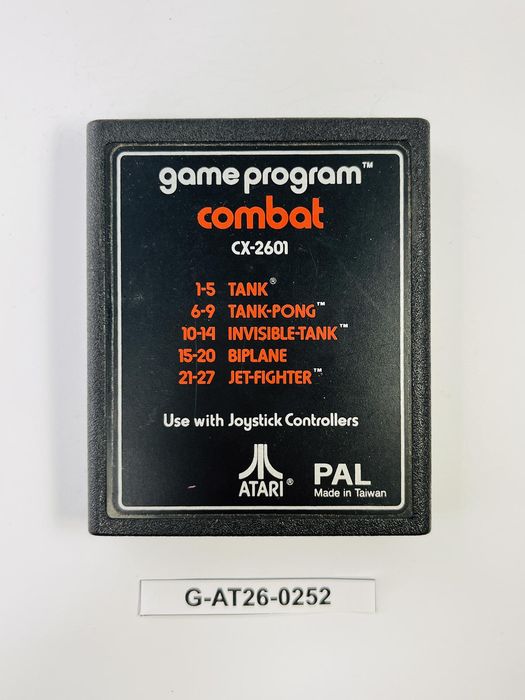 game program™
combat
CX-2601
1-5 TANK®
6-9 TANK-PONG™
10-14 INVISIBLE-TANK™
15-20 BIPLANE
21-27 JET-FIGHTER™
Use with Joystick Controllers
ATARI® PAL
Made in Taiwan
G-AT26-0252